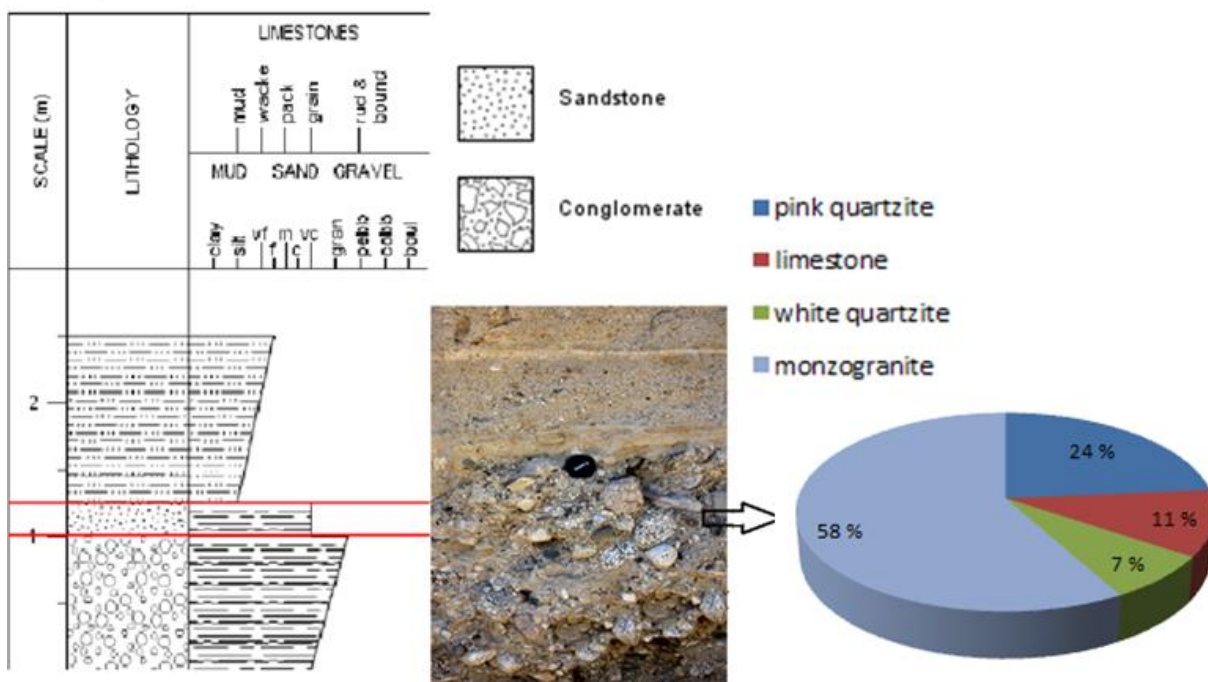 SCALE (m)
LITHOLOGY
LIMESTONES
mud
wacke
pack
grain
rud &
bound
MUD SAND GRAVEL
clay
silt
vf
f
m
c
vc
gran
pebb
cobb
boul
2
1
Sandstone
Conglomerate
pink quartzite
limestone
white quartzite
monzogranite
24 %
11 %
7 %
58 %